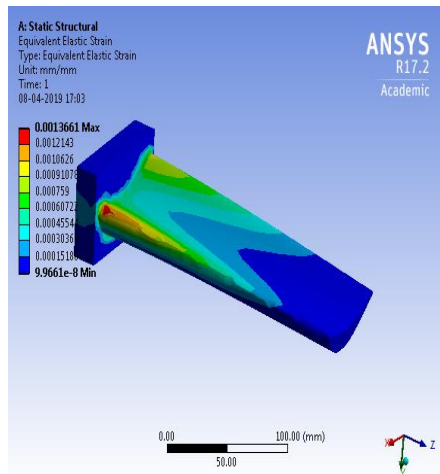 A: Static Structural
Equivalent Elastic Strain
Type: Equivalent Elastic Strain
Unit: mm/mm
Time: 1
08-04-2019 17:03
ANSYS
R17.2
Academic
0.0013661 Max
0.0012143
0.0010626
0.00091078
0.000759
0.00060722
0.00045544
0.00030366
0.00015188
9.9661e-8 Min
0.00 100.00 (mm)
50.00
X Z
Y